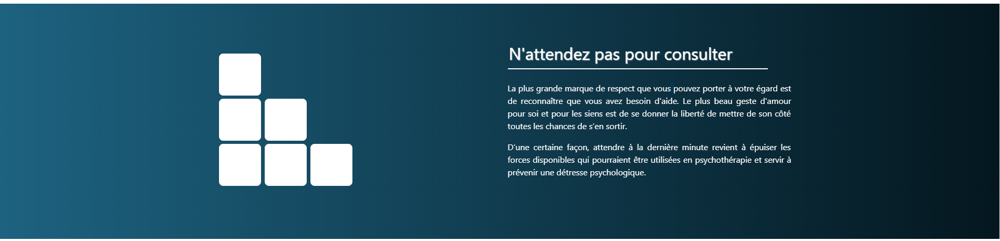 N'attendez pas pour consulter
La plus grande marque de respect que vous pouvez porter à votre égard est
de reconnaître que vous avez besoin d'aide. Le plus beau geste d'amour
pour soi et pour les siens est de se donner la liberté de mettre de son côté
toutes les chances de s’en sortir.
D’une certaine façon, attendre à la dernière minute revient à épuiser les
forces disponibles qui pourraient être utilisées en psychothérapie et servir à
prévenir une détresse psychologique.